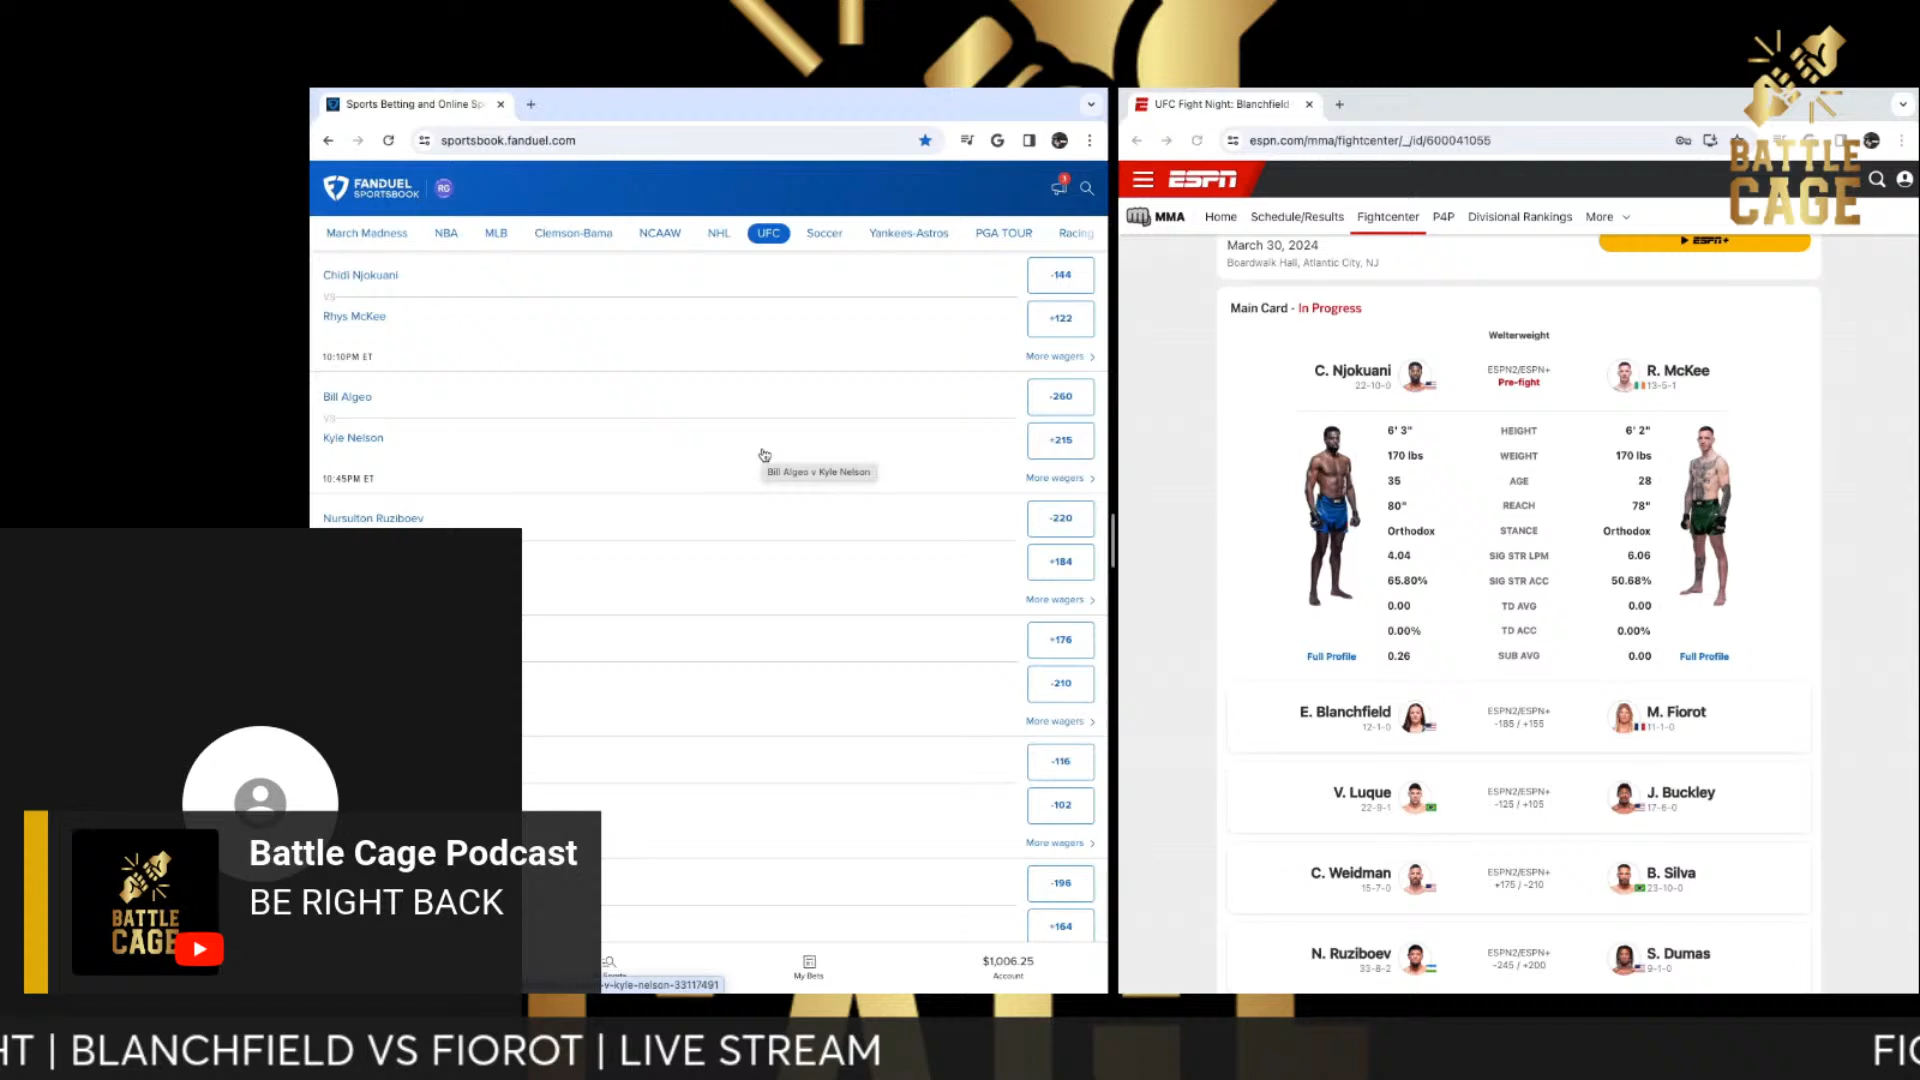 Sports Betting and Online Sp
sportsbook.fanduel.com
FANDUEL
SPORTSBOOK
RG
3
March Madness NBA MLB Clemson-Bama NCAAW NHL UFC Soccer Yankees-Astros PGA TOUR Racing
Chidi Njokuani
-144
VS
Rhys McKee
+122
10:10PM ET
More wagers
Bill Algeo
-260
VS
Kyle Nelson
+215
Bill Algeo v Kyle Nelson
10:45PM ET
More wagers
Nursulton Ruziboev
-220
+184
More wagers
+176
-210
More wagers
-116
-102
More wagers
-196
+164
My Bets
$1,006.25
Account
-v-kyle-nelson-33117491
UFC Fight Night: Blanchfield
espn.com/mma/fightcenter/_/id/600041055
ESPN
MMA Home Schedule/Results Fightcenter P4P Divisional Rankings More
March 30, 2024
Boardwalk Hall, Atlantic City, NJ
ESPN+
Main Card - In Progress
Welterweight
C. Njokuani
22-10-0
ESPN2/ESPN+
Pre-fight
R. McKee
13-5-1
6' 3" HEIGHT 6' 2"
170 lbs WEIGHT 170 lbs
35 AGE 28
80" REACH 78"
Orthodox STANCE Orthodox
4.04 SIG STR LPM 6.06
65.80% SIG STR ACC 50.68%
0.00 TD AVG 0.00
0.00% TD ACC 0.00%
Full Profile 0.26 SUB AVG 0.00 Full Profile
E. Blanchfield
12-1-0
ESPN2/ESPN+
-185 / +155
M. Fiorot
11-1-0
V. Luque
22-9-1
ESPN2/ESPN+
-125 / +105
J. Buckley
17-6-0
C. Weidman
15-7-0
ESPN2/ESPN+
+175 / -210
B. Silva
23-10-0
N. Ruziboev
33-8-2
ESPN2/ESPN+
-245 / +200
S. Dumas
9-1-0
BATTLE
CAGE
BATTLE
CAGE
Battle Cage Podcast
BE RIGHT BACK
HT | BLANCHFIELD VS FIOROT | LIVE STREAM
FIO